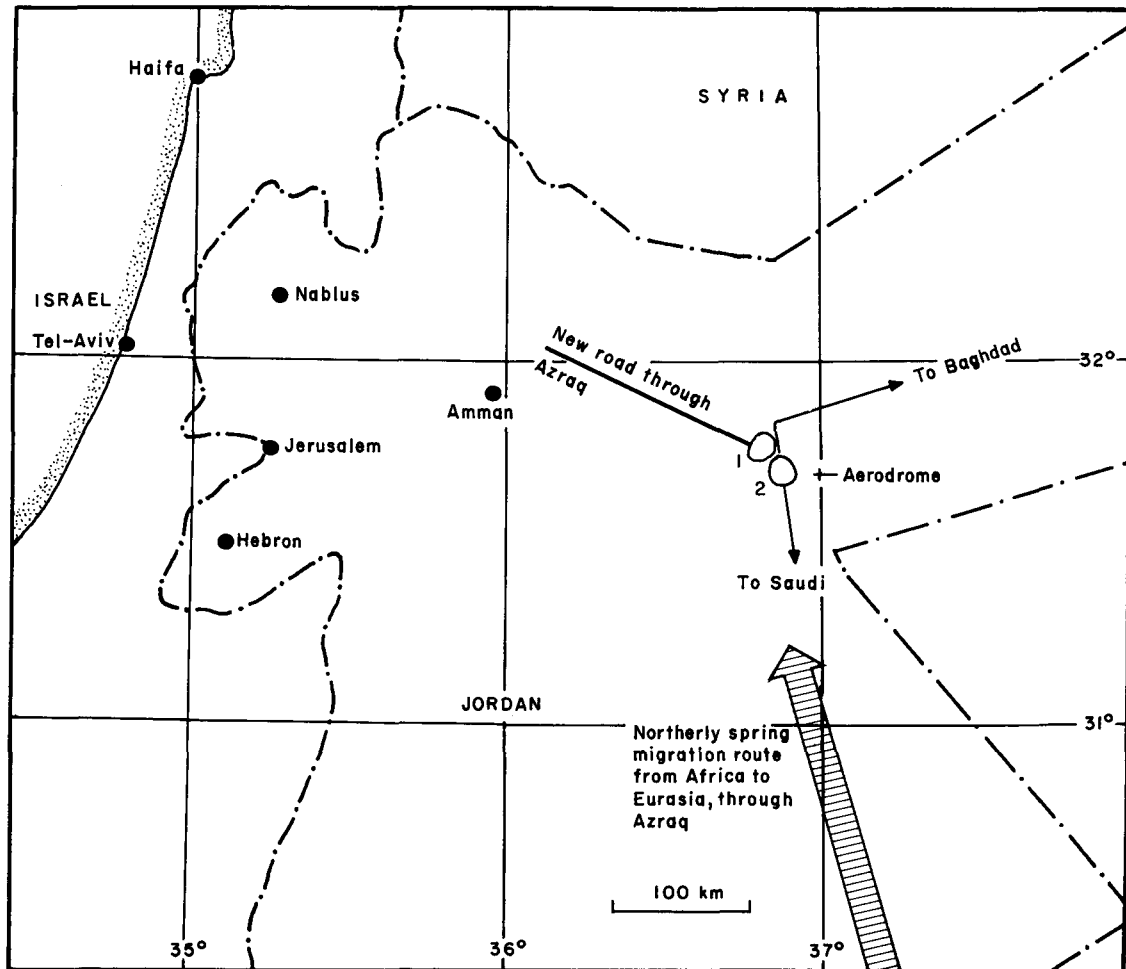 Haifa
SYRIA
ISRAEL
Nablus
Tel-Aviv
New road through
Azraq
To Baghdad
32°
Amman
Jerusalem
1
2
Aerodrome
Hebron
To Saudi
JORDAN
31°
Northerly spring
migration route
from Africa to
Eurasia, through
Azraq
100 km
35°
36°
37°